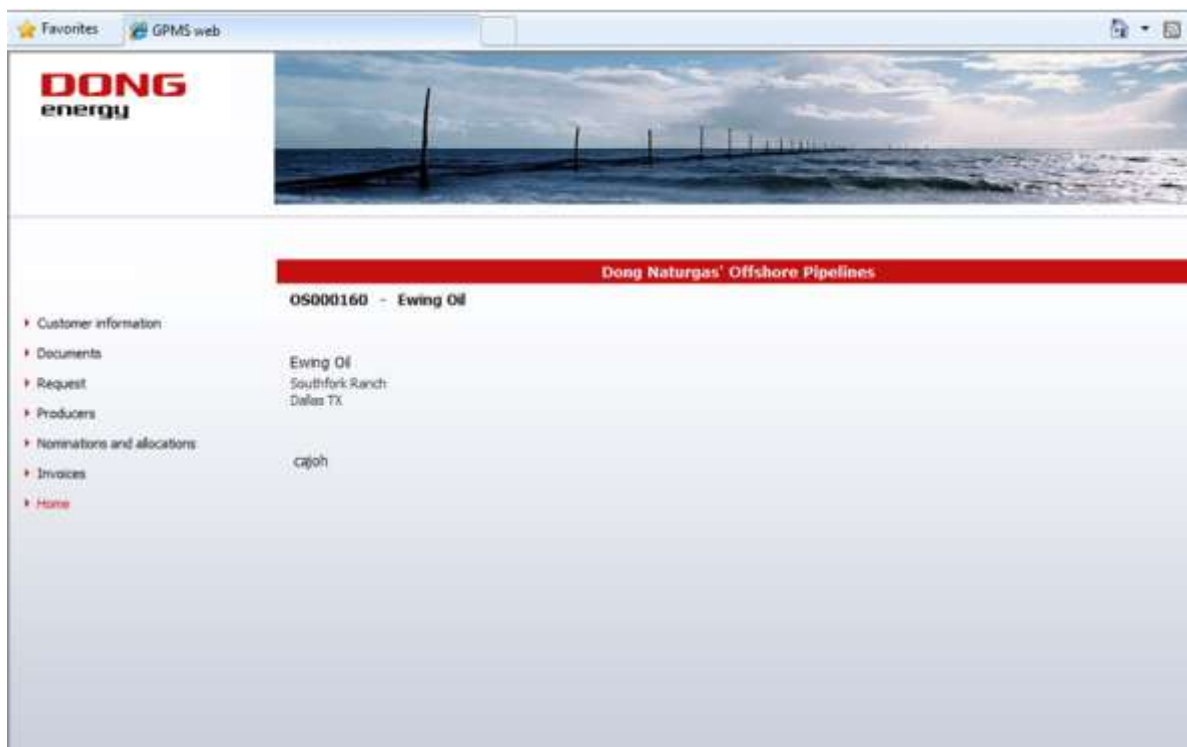 Favorites
GPMS web
DONG
energy
Dong Naturgas' Offshore Pipelines
OS000160 - Ewing Oil
Customer information
Documents
Request
Producers
Nominations and allocations
Invoices
Home
Ewing Oil
Southfork Ranch
Dallas TX
cajoh